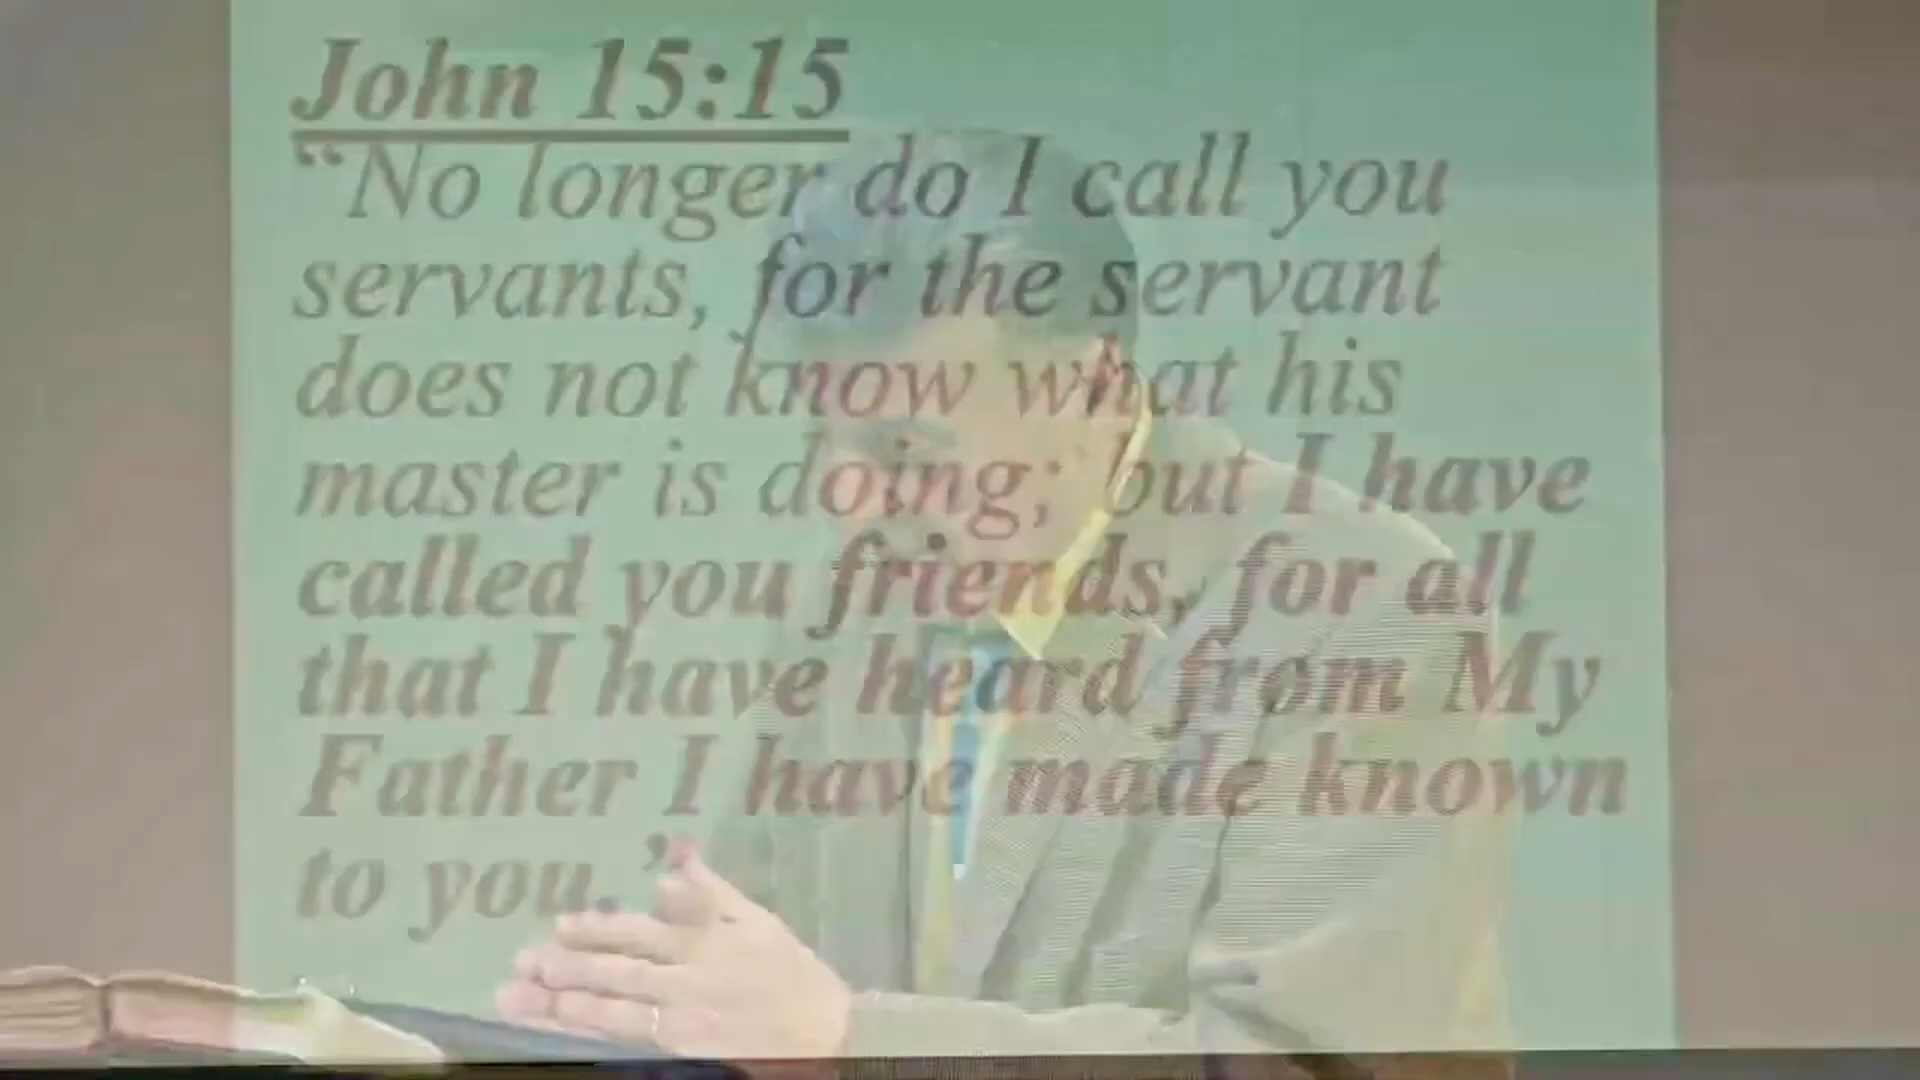 John 15:15
“No longer do I call you
servants, for the servant
does not know what his
master is doing; but I have
called you friends, for all
that I have heard from My
Father I have made known
to you.”